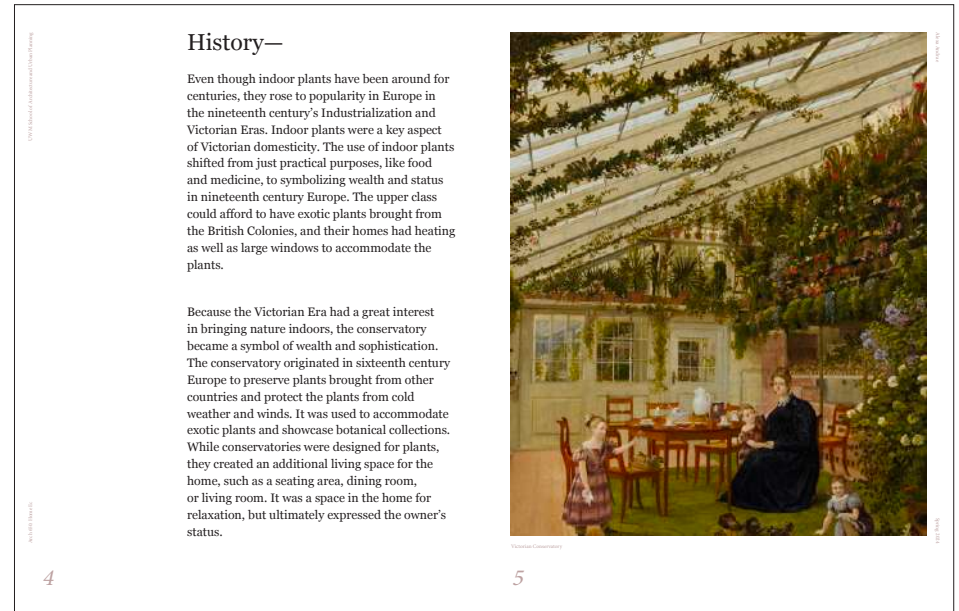 History—
Even though indoor plants have been around for
centuries, they rose to popularity in Europe in
the nineteenth century's Industrialization and
Victorian Eras. Indoor plants were a key aspect
of Victorian domesticity. The use of indoor plants
shifted from just practical purposes, like food
and medicine, to symbolizing wealth and status
in nineteenth century Europe. The upper class
could afford to have exotic plants brought from
the British Colonies, and their homes had heating
as well as large windows to accommodate the
plants.
Because the Victorian Era had a great interest
in bringing nature indoors, the conservatory
became a symbol of wealth and sophistication.
The conservatory originated in sixteenth century
Europe to preserve plants brought from other
countries and protect the plants from cold
weather and winds. It was used to accommodate
exotic plants and showcase botanical collections.
While conservatories were designed for plants,
they created an additional living space for the
home, such as a seating area, dining room,
or living room. It was a space in the home for
relaxation, but ultimately expressed the owner's
status.
Victorian Conservatory
4
5